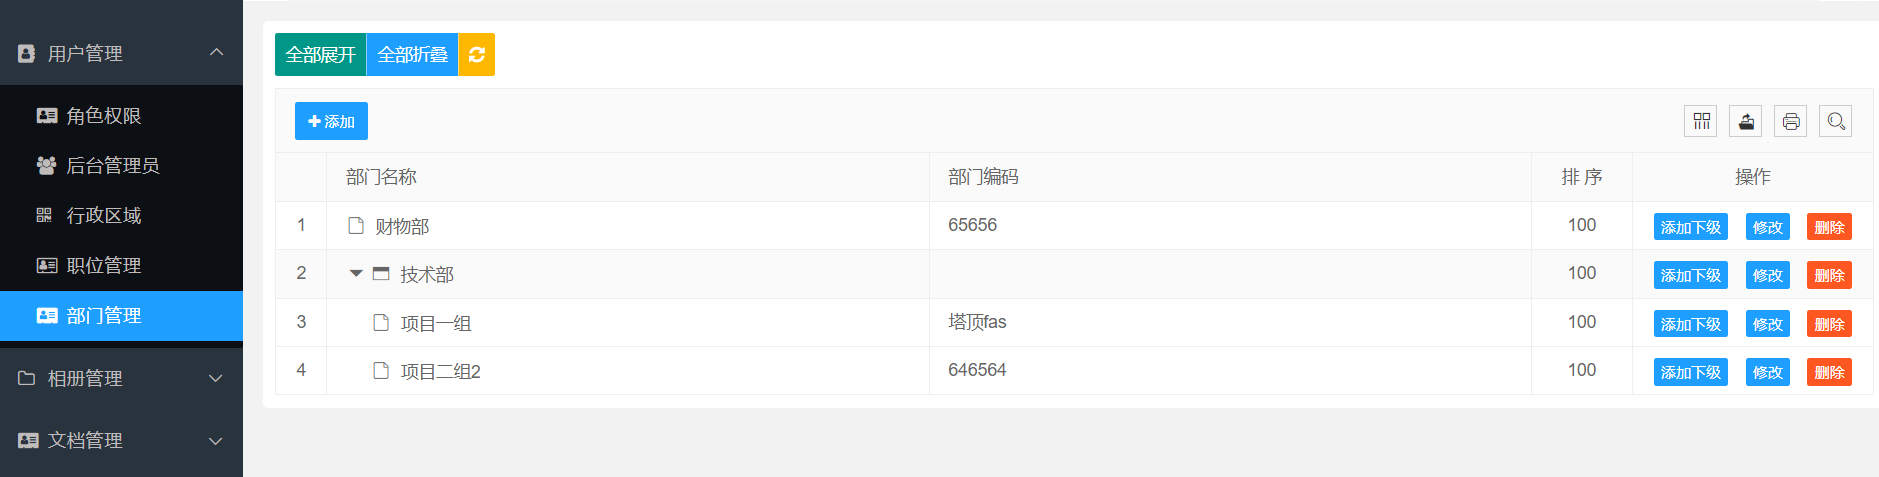 用户管理
角色权限
后台管理员
行政区域
职位管理
部门管理
相册管理
文档管理
全部展开 全部折叠
添加
部门名称 部门编码 排 序 操作
1 财物部 65656 100 添加下级 修改 删除
2 技术部 100 添加下级 修改 删除
3 项目一组 塔顶fas 100 添加下级 修改 删除
4 项目二组2 646564 100 添加下级 修改 删除